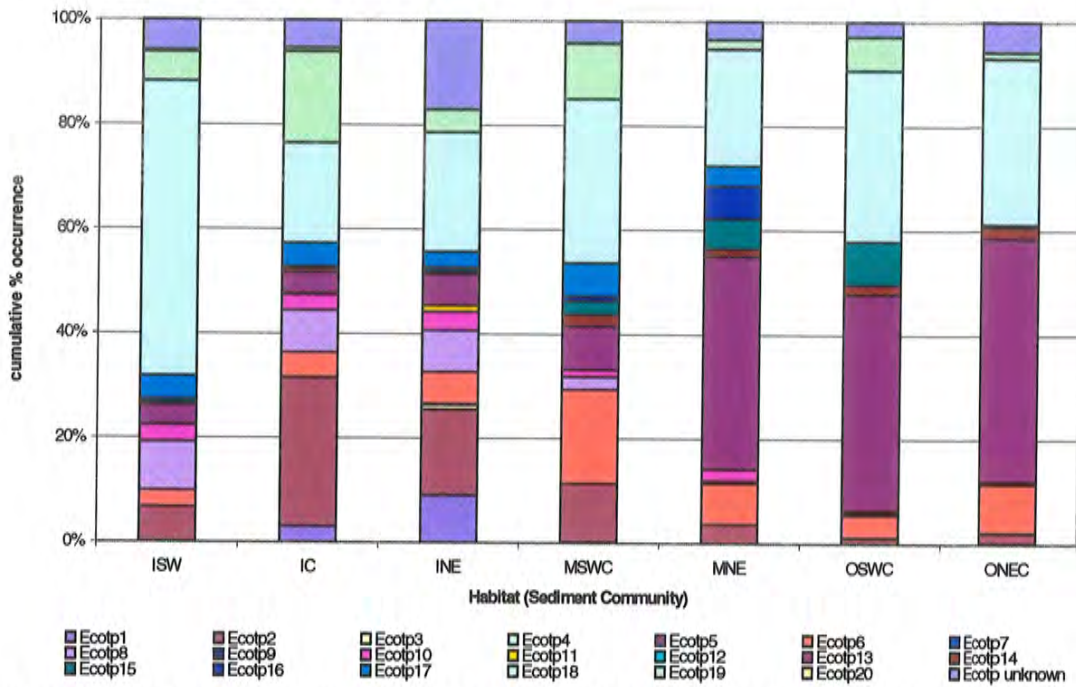 100%
80%
60%
40%
20%
0%
cumulative % occurrence
ISW IC INE MSWC MNE OSWC ONEC
Habitat (Sediment Community)
Ecotp1 Ecotp2 Ecotp3 Ecotp4 Ecotp5 Ecotp6 Ecotp7
Ecotp8 Ecotp9 Ecotp10 Ecotp11 Ecotp12 Ecotp13 Ecotp14
Ecotp15 Ecotp16 Ecotp17 Ecotp18 Ecotp19 Ecotp20 Ecotp unknown